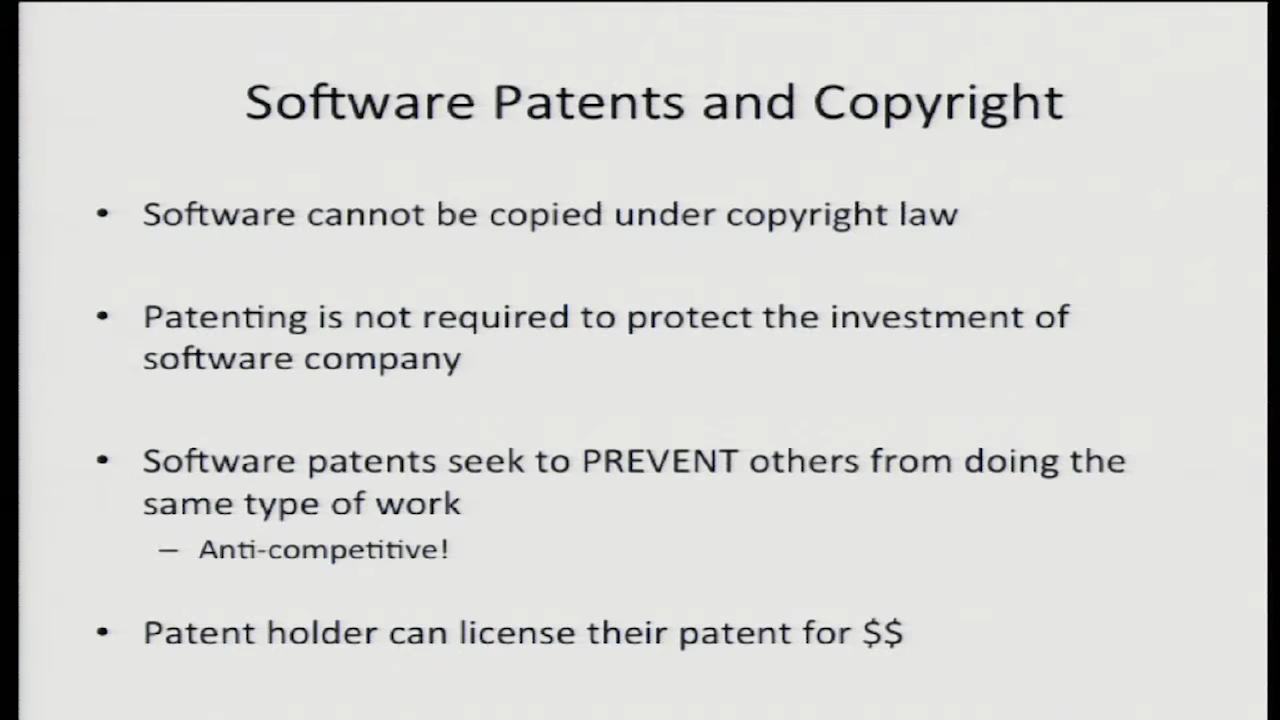 Software Patents and Copyright
• Software cannot be copied under copyright law
• Patenting is not required to protect the investment of
software company
• Software patents seek to PREVENT others from doing the
same type of work
– Anti-competitive!
• Patent holder can license their patent for $$